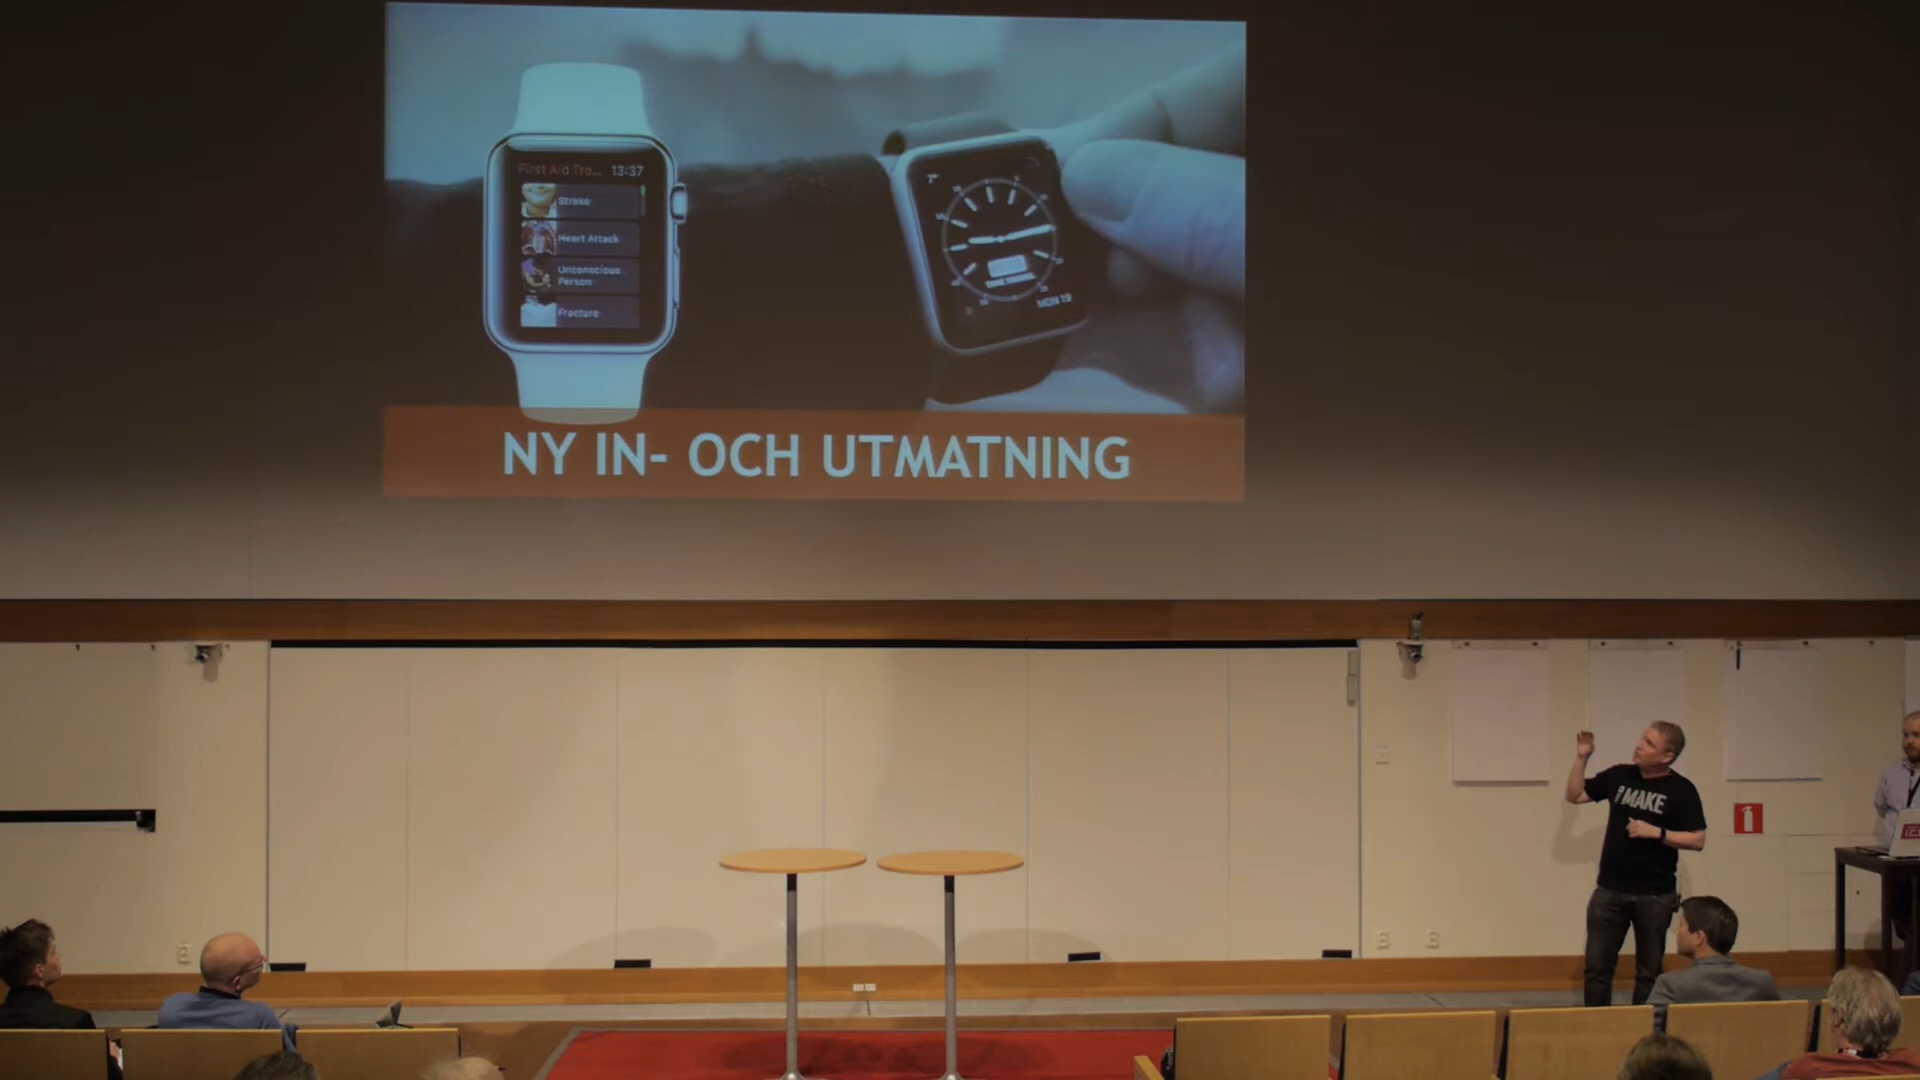 First Aid Tre... 13:37
Stroke
Heart Attack
Unconscious
Person
Fracture
MON 19
NY IN- OCH UTMATNING
MAKE